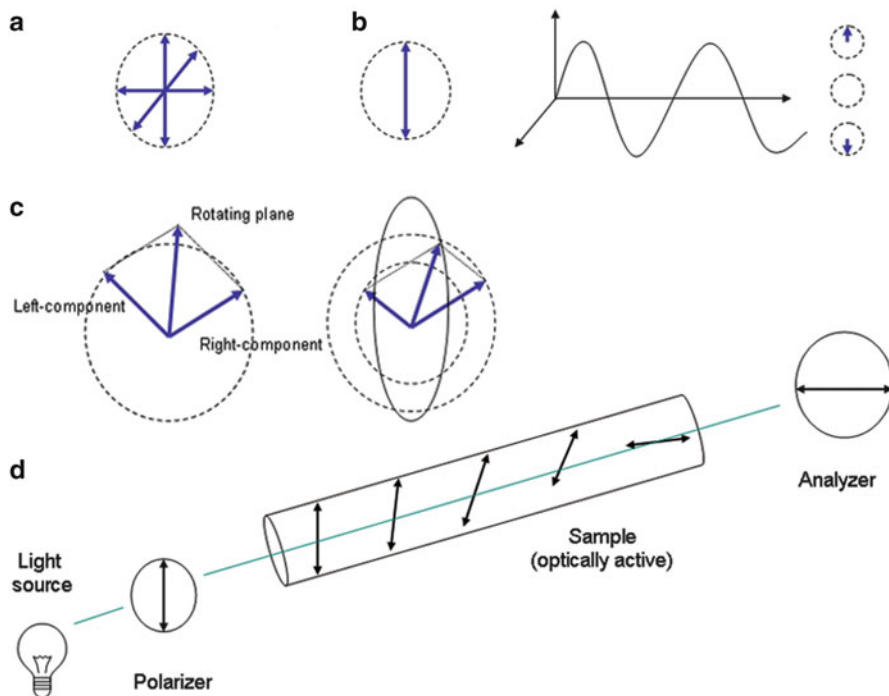 a
b
c
Rotating plane
Left-component
Right-component
d
Light
source
Polarizer
Sample
(optically active)
Analyzer